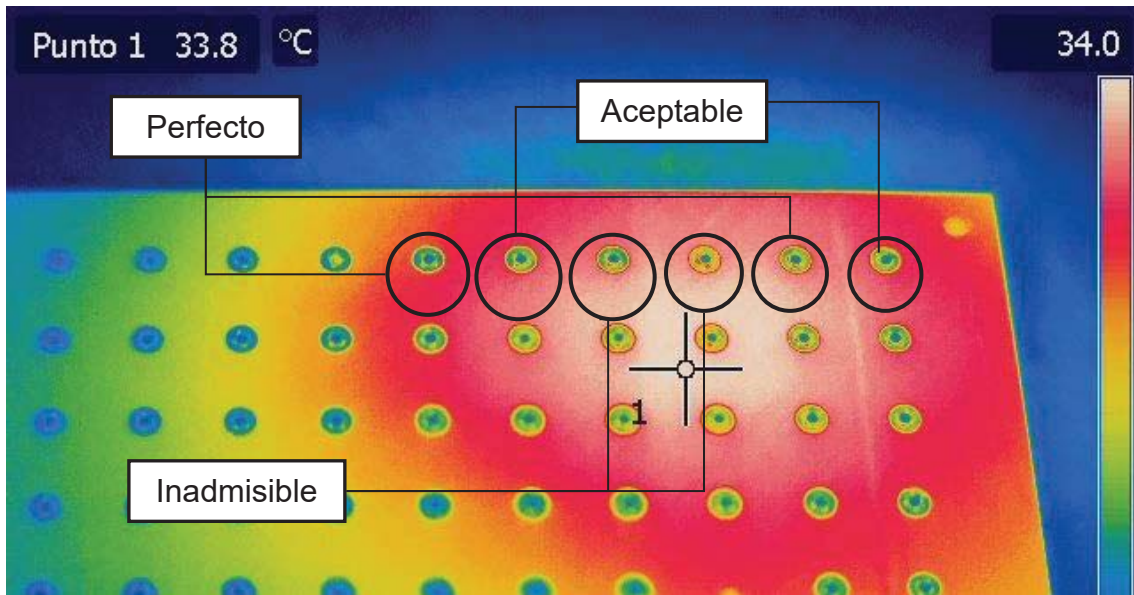 Punto 1 33.8 °C
34.0
Perfecto
Aceptable
1
Inadmisible